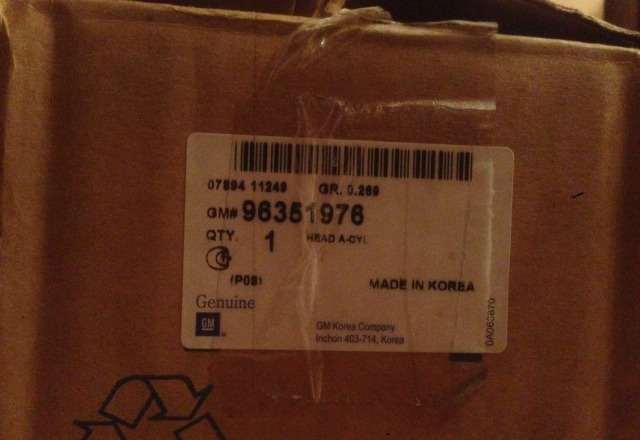 07894 11249 GR. 0.269
GM# 96351976
QTY. 1 HEAD A-CYL
(P08)
MADE IN KOREA
Genuine
GM
GM Korea Company
Inchon 403-714, Korea